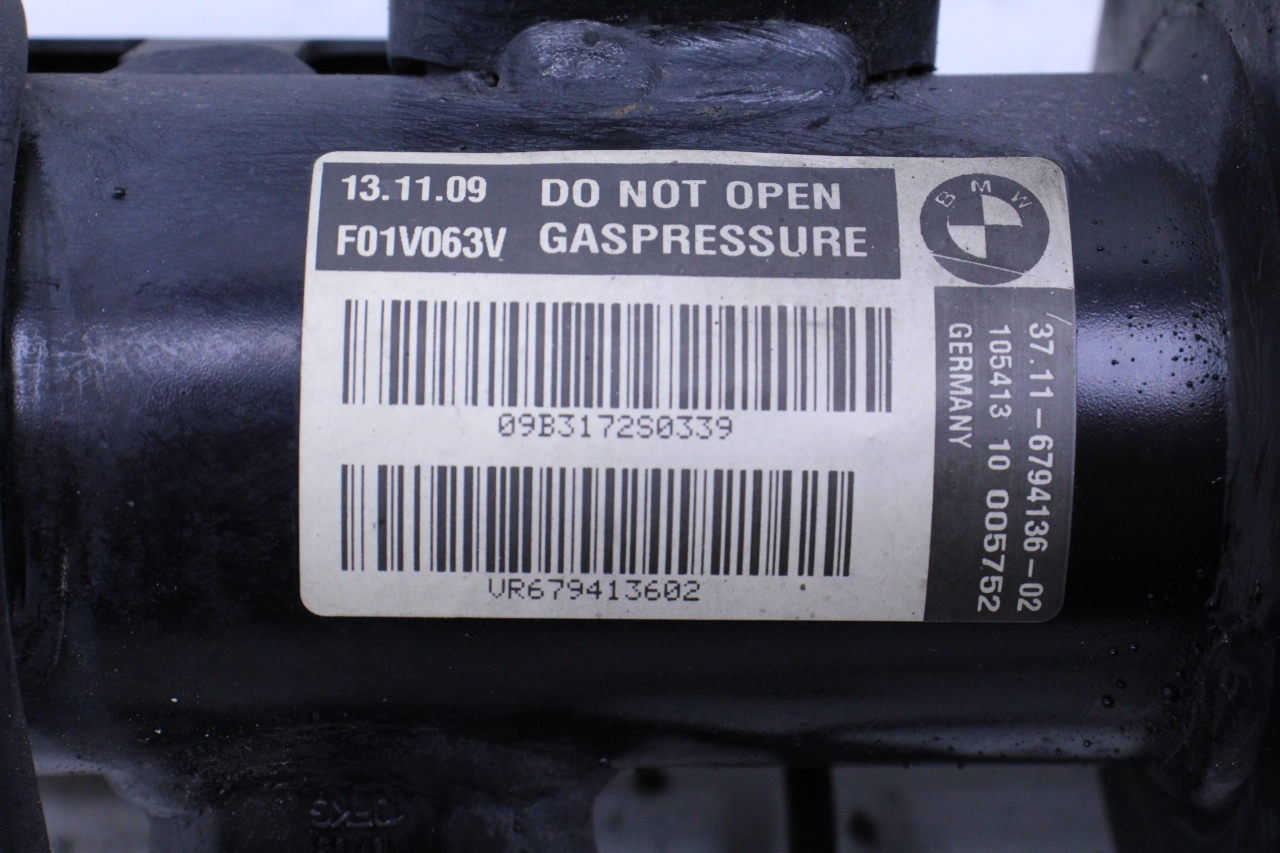 13.11.09 DO NOT OPEN
F01V063V GASPRESSURE
BMW
09B3172S0339
VR679413602
37.11-6794136-02
105413 10 005752
GERMANY